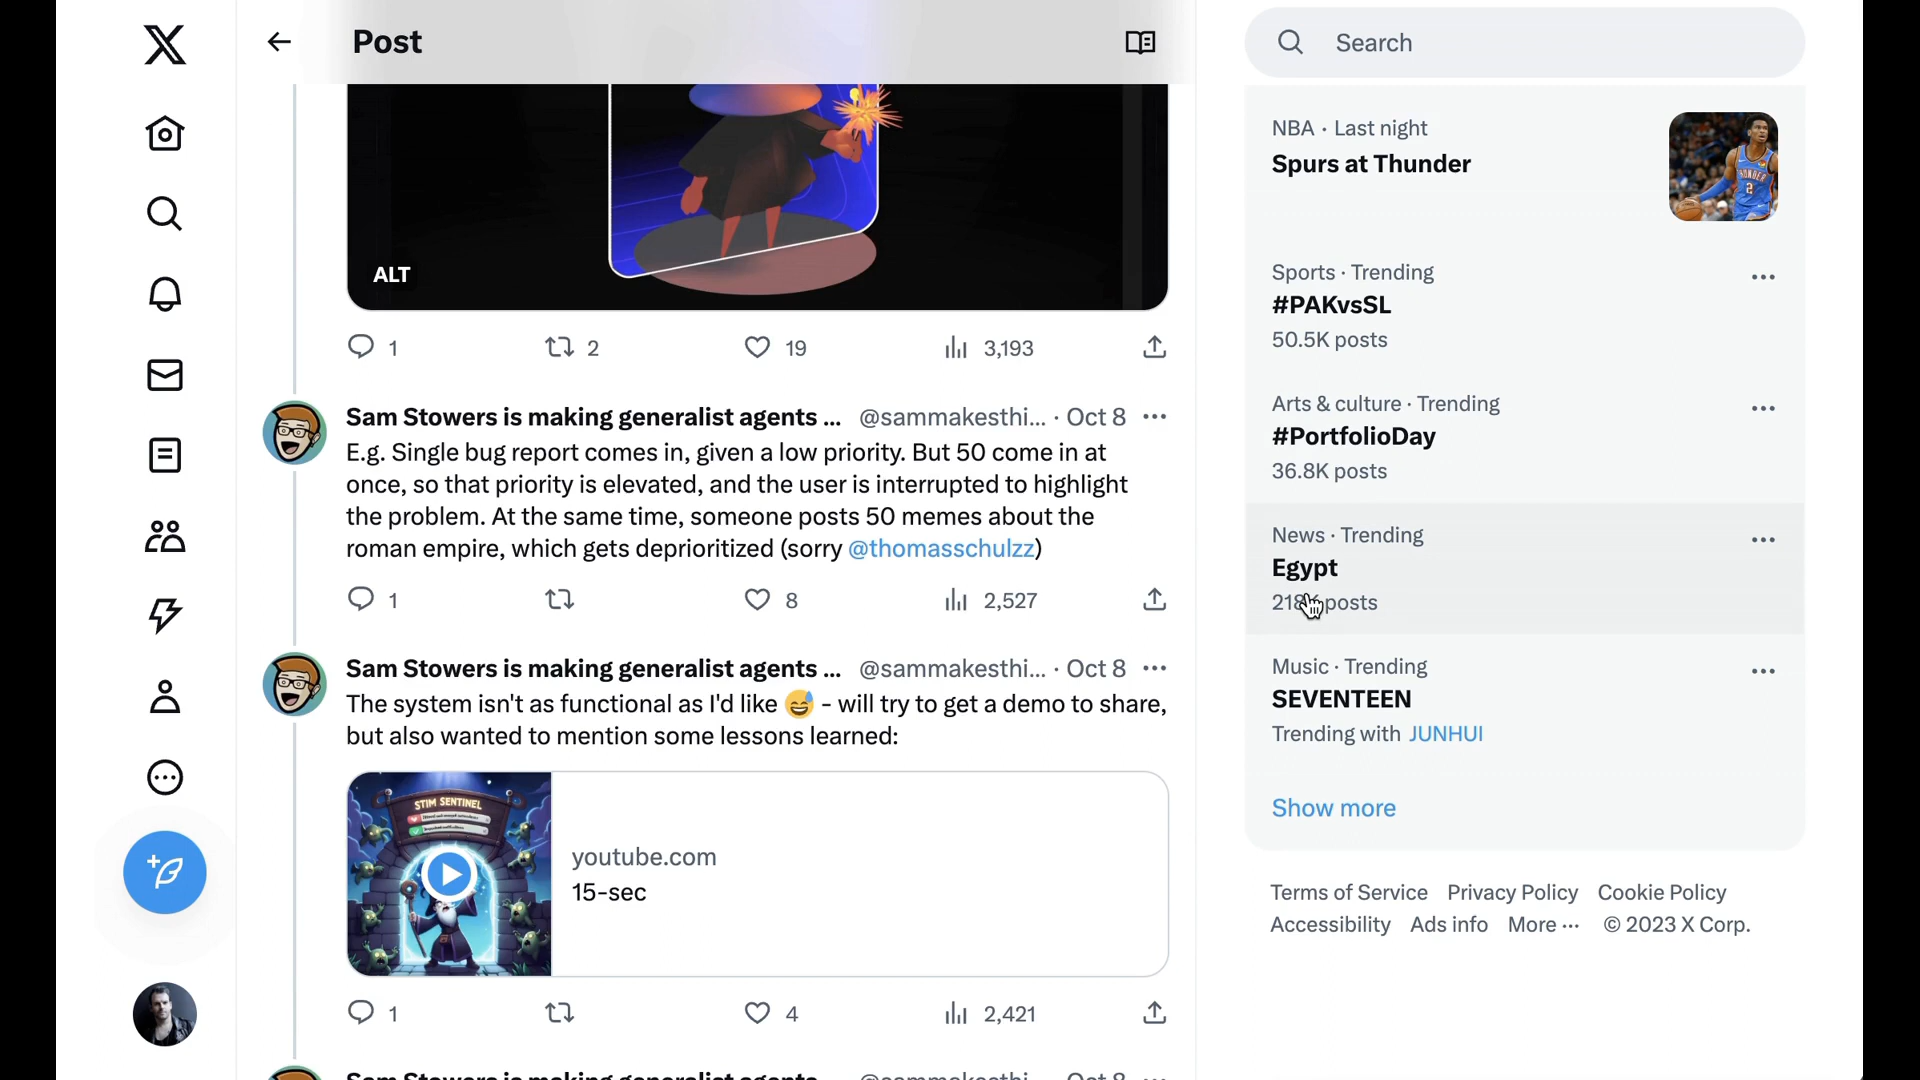 Post
Search
ALT
1
2
19
3,193
Sam Stowers is making generalist agents ... @sammakesthi... · Oct 8
E.g. Single bug report comes in, given a low priority. But 50 come in at
once, so that priority is elevated, and the user is interrupted to highlight
the problem. At the same time, someone posts 50 memes about the
roman empire, which gets deprioritized (sorry @thomasschulzz)
1
8
2,527
Sam Stowers is making generalist agents ... @sammakesthi... · Oct 8
The system isn't as functional as I'd like 😅 - will try to get a demo to share,
but also wanted to mention some lessons learned:
STIM SENTINEL
youtube.com
15-sec
1
4
2,421
NBA · Last night
Spurs at Thunder
THUNDER
2
Sports · Trending
#PAKvsSL
50.5K posts
Arts & culture · Trending
#PortfolioDay
36.8K posts
News · Trending
Egypt
posts
Music · Trending
SEVENTEEN
Trending with JUNHUI
Show more
Terms of Service Privacy Policy Cookie Policy
Accessibility Ads info More ··· © 2023 X Corp.